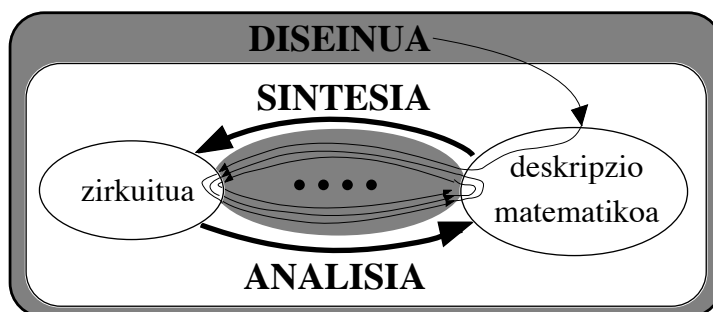 DISEINUA
SINTESIA
zirkuitua
deskripzio
matematikoa
ANALISIA